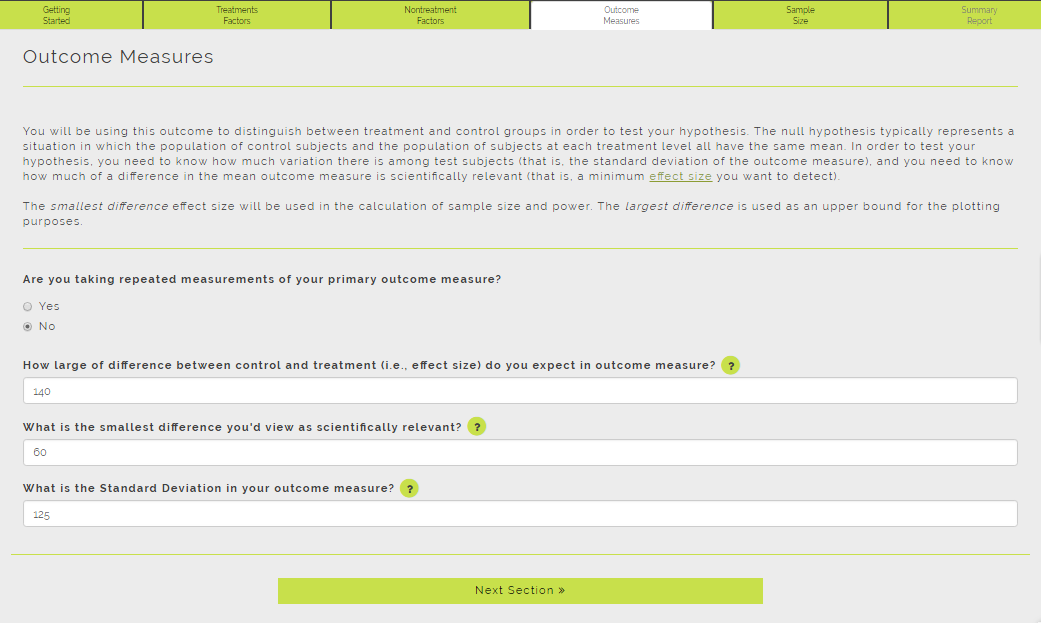 Getting
Started
Treatments
Factors
Nontreatment
Factors
Outcome
Measures
Sample
Size
Summary
Report
Outcome Measures
You will be using this outcome to distinguish between treatment and control groups in order to test your hypothesis. The null hypothesis typically represents a
situation in which the population of control subjects and the population of subjects at each treatment level all have the same mean. In order to test your
hypothesis, you need to know how much variation there is among test subjects (that is, the standard deviation of the outcome measure), and you need to know
how much of a difference in the mean outcome measure is scientifically relevant (that is, a minimum effect size you want to detect).
The smallest difference effect size will be used in the calculation of sample size and power. The largest difference is used as an upper bound for the plotting
purposes.
Are you taking repeated measurements of your primary outcome measure?
Yes
No
How large of difference between control and treatment (i.e., effect size) do you expect in outcome measure? ?
140
What is the smallest difference you'd view as scientifically relevant? ?
60
What is the Standard Deviation in your outcome measure? ?
125
Next Section »